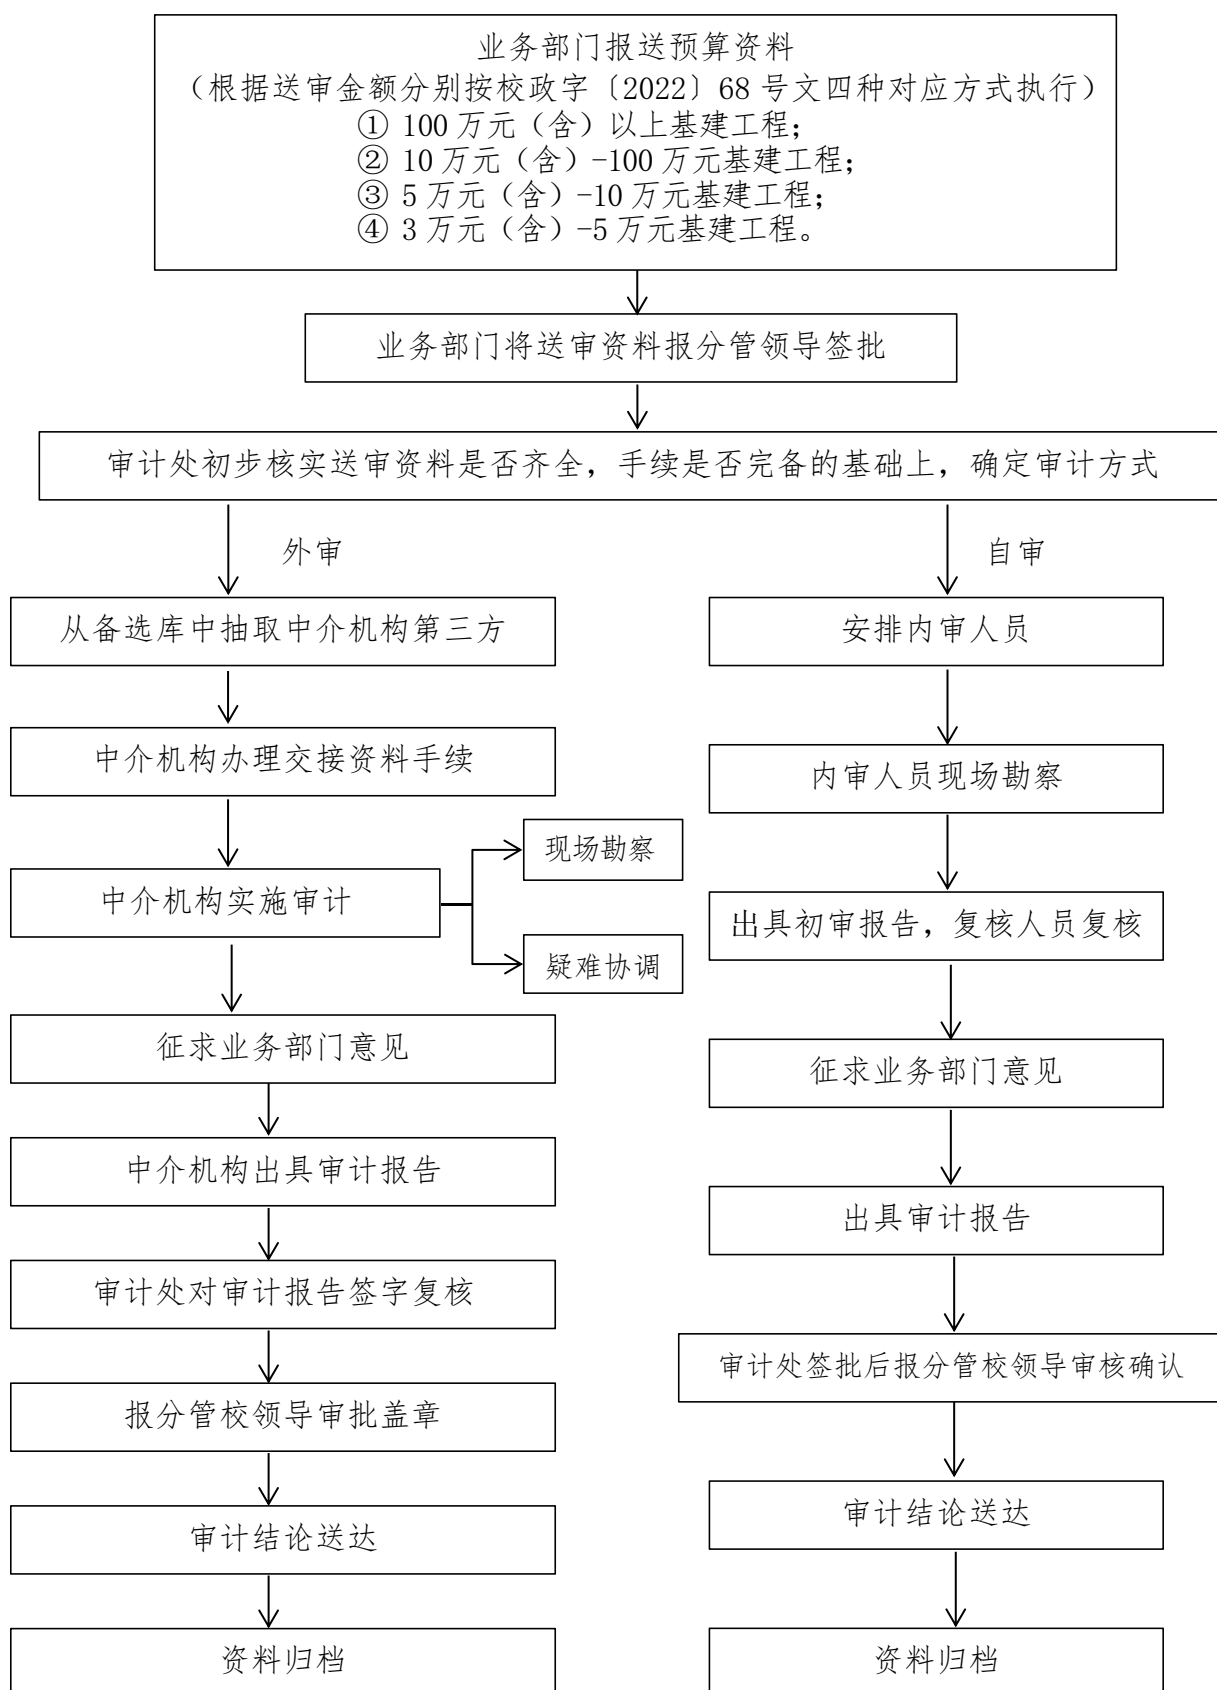 业务部门报送预算资料
（根据送审金额分别按校政字〔2022〕68 号文四种对应方式执行）
① 100 万元（含）以上基建工程；
② 10 万元（含）-100 万元基建工程；
③ 5 万元（含）-10 万元基建工程；
④ 3 万元（含）-5 万元基建工程。
业务部门将送审资料报分管领导签批
审计处初步核实送审资料是否齐全，手续是否完备的基础上，确定审计方式
外审
从备选库中抽取中介机构第三方
中介机构办理交接资料手续
中介机构实施审计
现场勘察
疑难协调
征求业务部门意见
中介机构出具审计报告
审计处对审计报告签字复核
报分管校领导审批盖章
审计结论送达
资料归档
自审
安排内审人员
内审人员现场勘察
出具初审报告，复核人员复核
征求业务部门意见
出具审计报告
审计处签批后报分管校领导审核确认
审计结论送达
资料归档